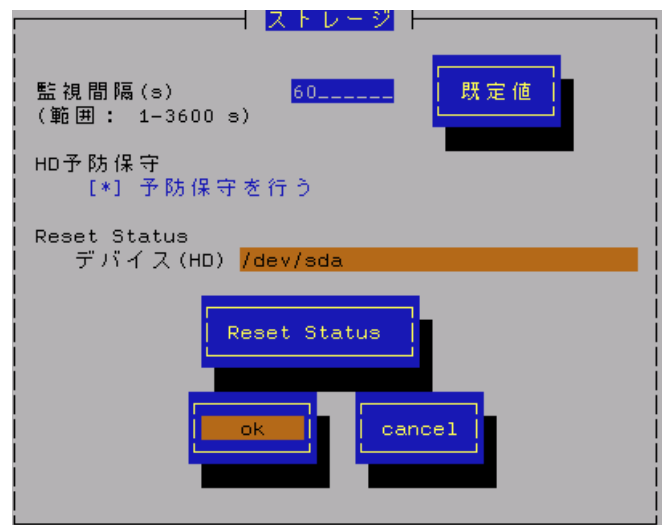 ストレージ
監視間隔(s) 60______ 既定値
(範囲： 1-3600 s)
HD予防保守
[*] 予防保守を行う
Reset Status
デバイス(HD) /dev/sda
Reset Status
ok cancel